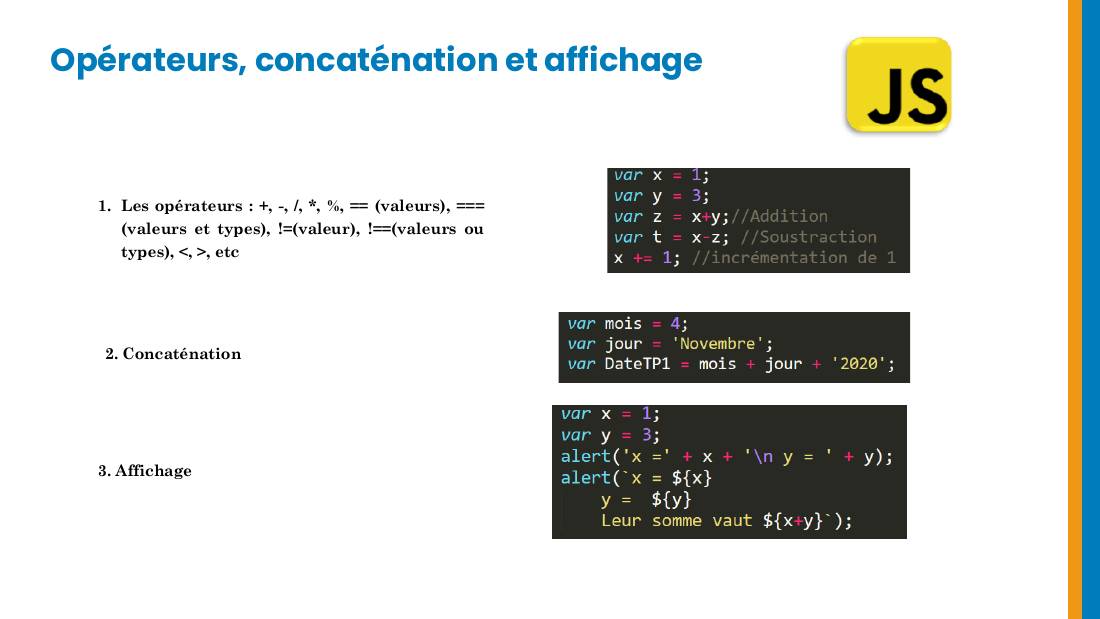 Opérateurs, concaténation et affichage
JS
1. Les opérateurs : +, -, /, *, %, == (valeurs), ===
(valeurs et types), !=(valeur), !==(valeurs ou
types), <, >, etc
var x = 1;
var y = 3;
var z = x+y;//Addition
var t = x-z; //Soustraction
x += 1; //incrémentation de 1
2. Concaténation
var mois = 4;
var jour = 'Novembre';
var DateTP1 = mois + jour + '2020';
3. Affichage
var x = 1;
var y = 3;
alert('x =' + x + '\n y = ' + y);
alert(`x = ${x}
y =  ${y}
Leur somme vaut ${x+y}`);